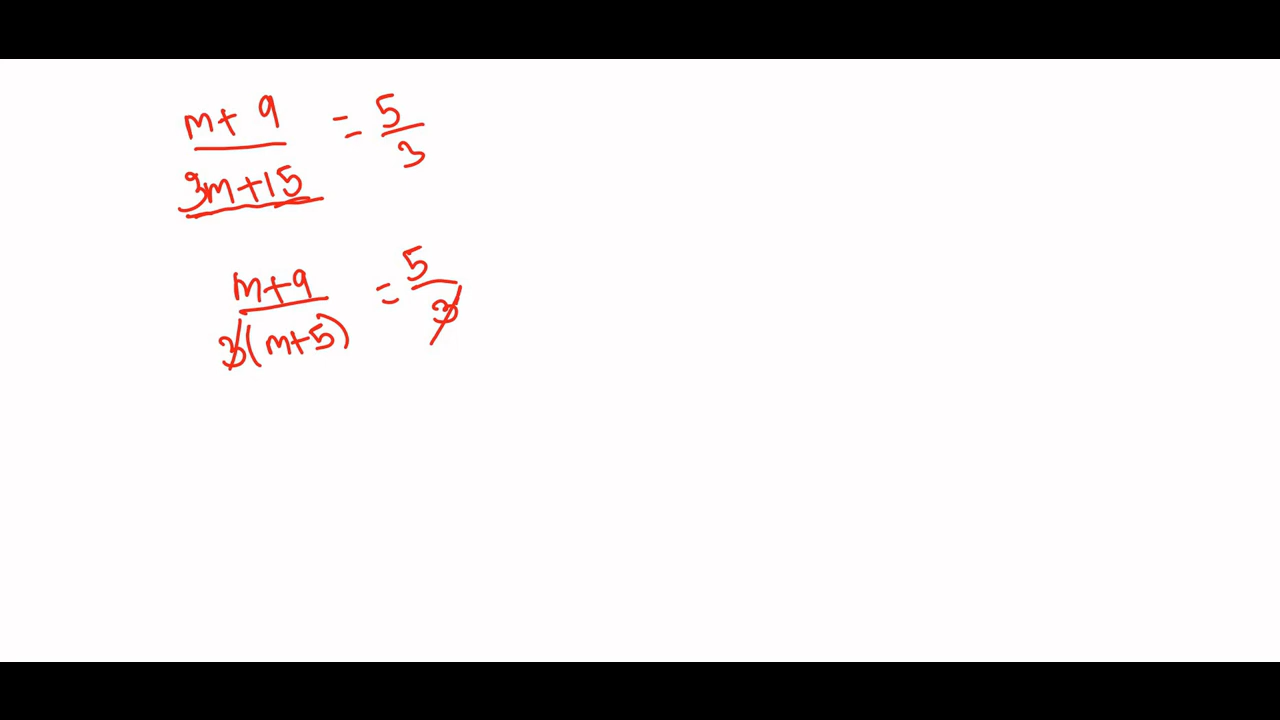 m+ 9 = 5
3m+15 3
m+9 = 5
3(m+5) 3